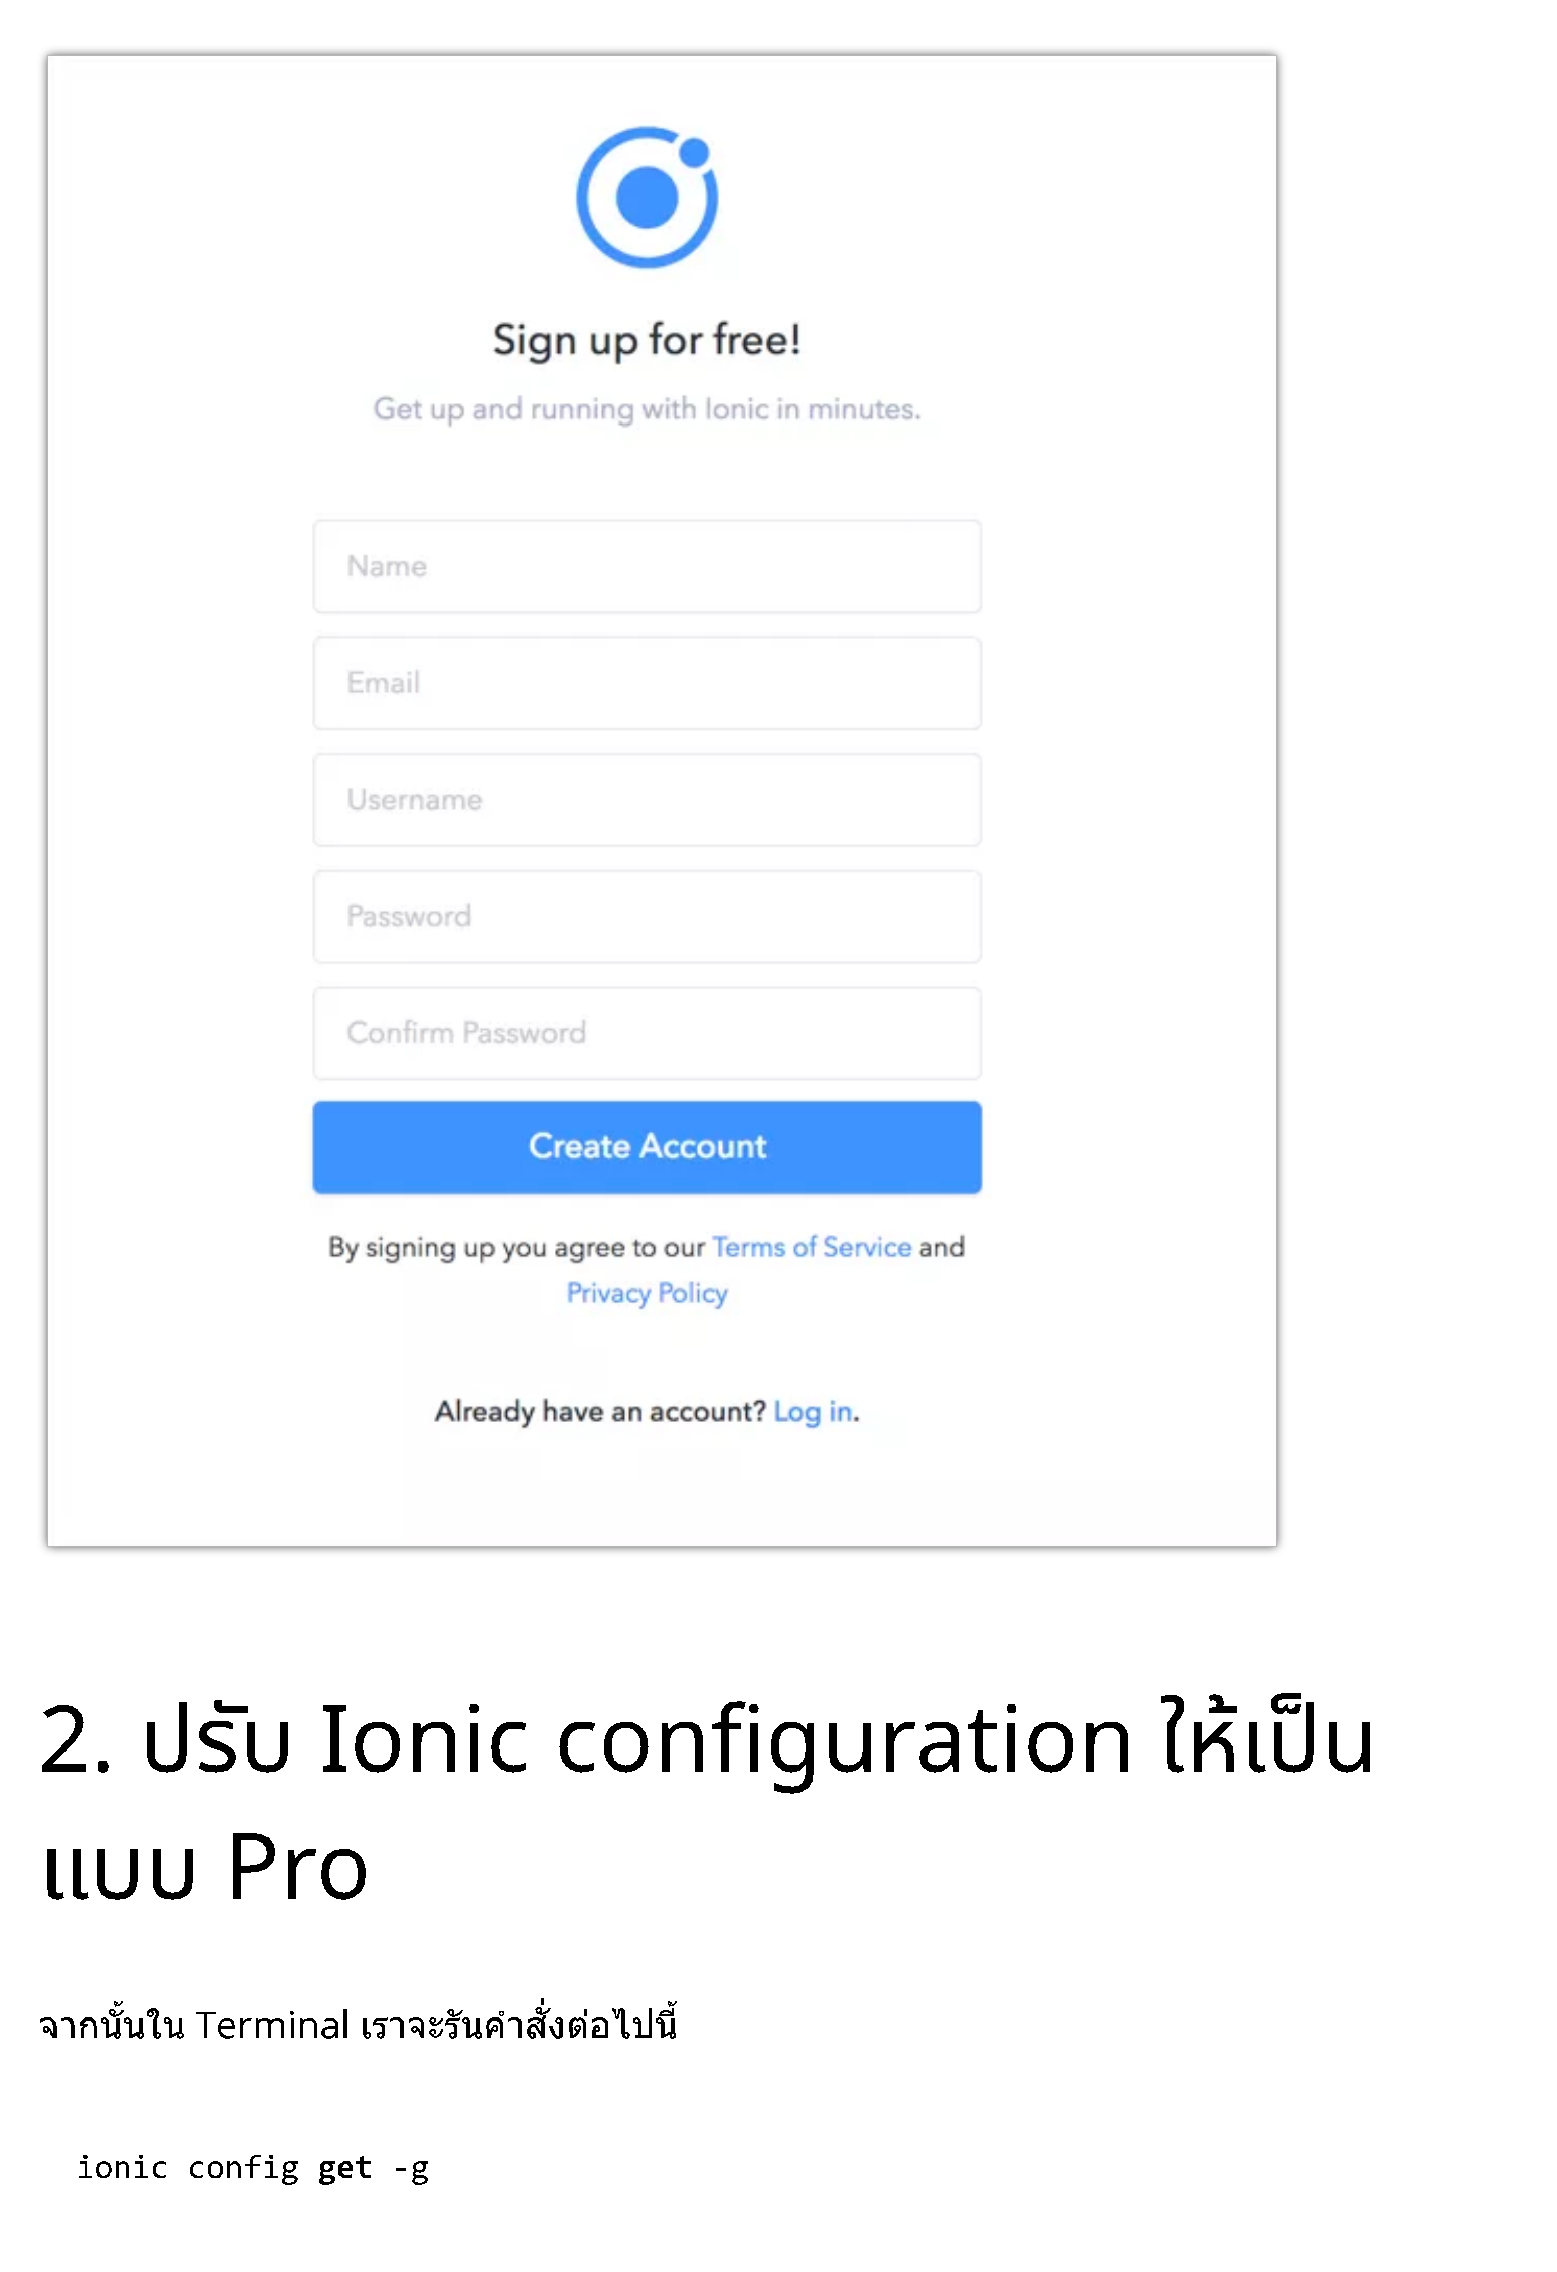 Sign up for free!
Get up and running with Ionic in minutes.
Name
Email
Username
Password
Confirm Password
Create Account
By signing up you agree to our Terms of Service and
Privacy Policy
Already have an account? Log in.
2. ปรับ Ionic configuration ให้เป็น
แบบ Pro
จากนั้นใน Terminal เราจะรันคำสั่งต่อไปนี้
ionic config get -g